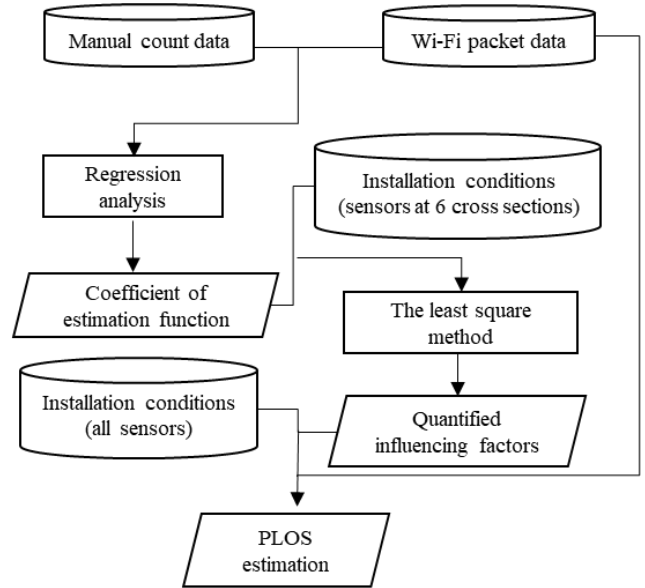 Manual count data
Wi-Fi packet data
Regression
analysis
Installation conditions
(sensors at 6 cross sections)
Coefficient of
estimation function
The least square
method
Installation conditions
(all sensors)
Quantified
influencing factors
PLOS
estimation